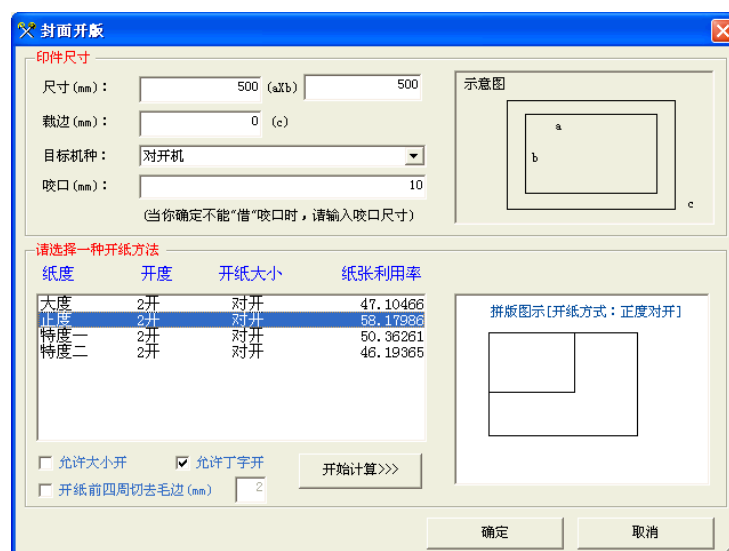 封面开版
印件尺寸
尺寸(mm)： 500 (aXb) 500
裁边(mm)： 0 (c)
目标机种： 对开机
咬口(mm)： 10
(当你确定不能"借"咬口时，请输入咬口尺寸)
示意图
a
b
c
请选择一种开纸方法
纸度 开度 开纸大小 纸张利用率
大度 2开 对开 47.10466
正度 2开 对开 58.17986
特度一 2开 对开 50.36261
特度二 2开 对开 46.19365
拼版图示[开纸方式：正度对开]
允许大小开 允许丁字开
开始计算>>>
开纸前四周切去毛边(mm) 2
确定 取消